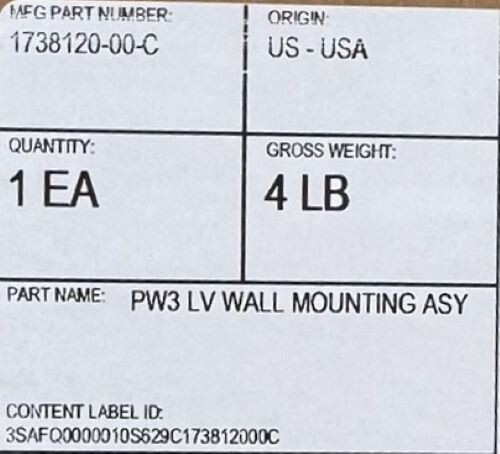 MFG PART NUMBER:
1738120-00-C
ORIGIN:
US - USA
QUANTITY:
1 EA
GROSS WEIGHT:
4 LB
PART NAME: PW3 LV WALL MOUNTING ASY
CONTENT LABEL ID:
3SAFQ0000010S629C173812000C